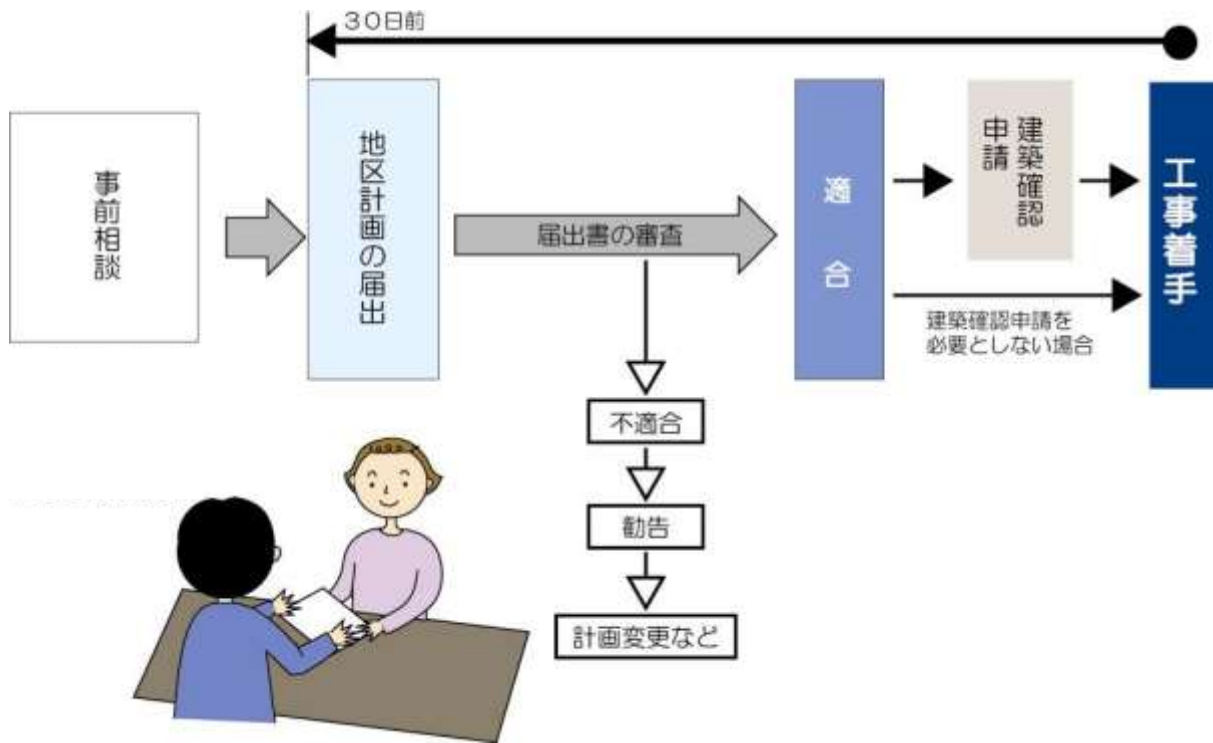 ３０日前
事前相談
地区計画の届出
届出書の審査
適合
建築確認
申請
工事着手
建築確認申請を
必要としない場合
不適合
勧告
計画変更など